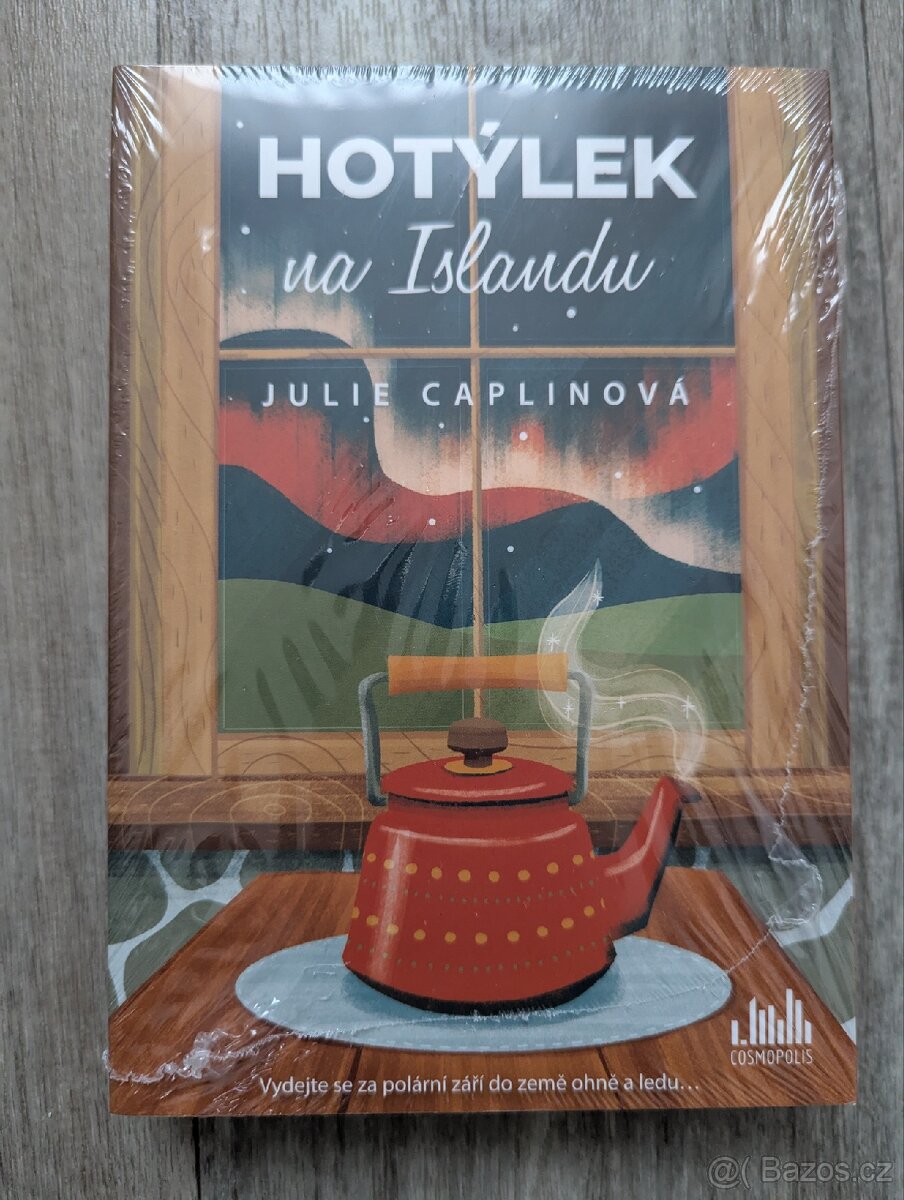 HOTÝLEK
na Islandu
JULIE CAPLINOVÁ
COSMOPOLIS
Vydejte se za polární září do země ohně a ledu...
@( Bazos.cz